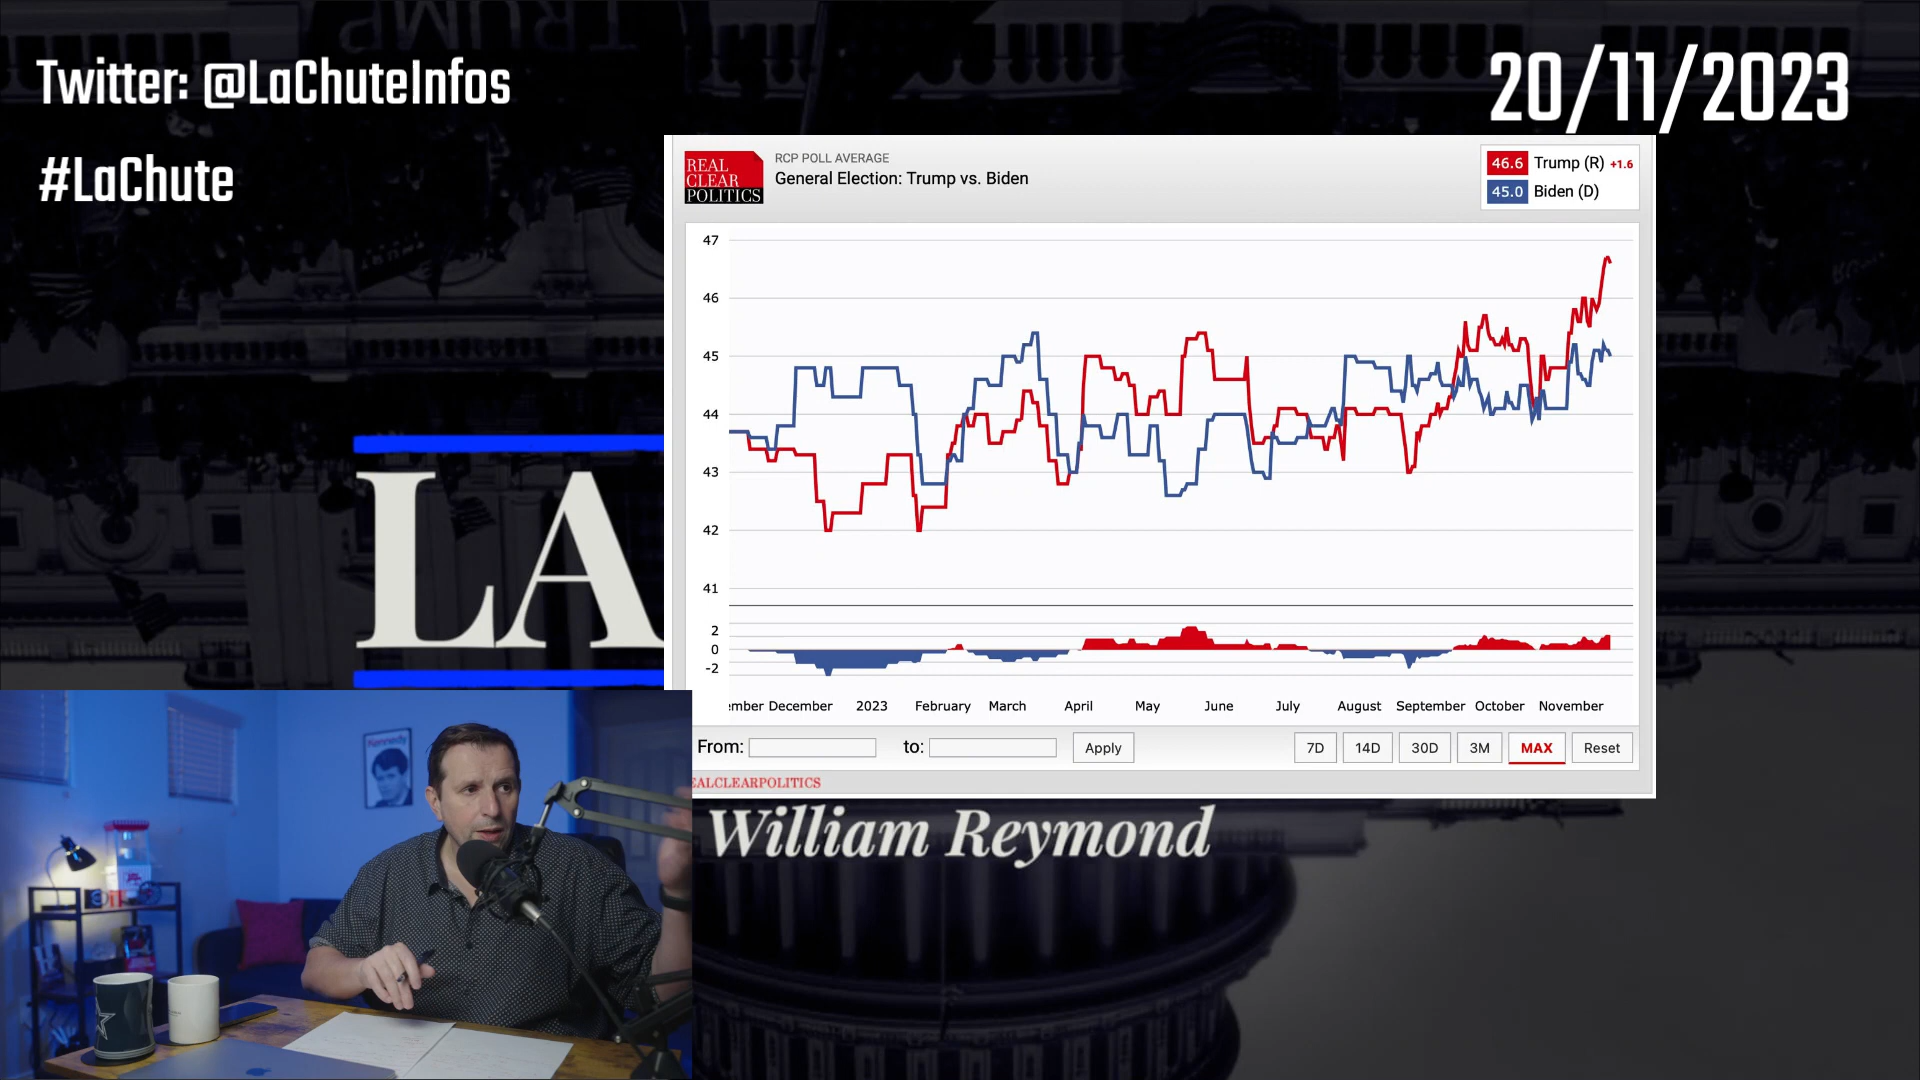 TRUMP
Twitter: @LaChuteInfos
20/11/2023
#LaChute
REAL
CLEAR
POLITICS
RCP POLL AVERAGE
General Election: Trump vs. Biden
46.6 Trump (R) +1.6
45.0 Biden (D)
47
46
45
44
43
42
41
2
0
-2
ember December 2023 February March April May June July August September October November
From: to: Apply 7D 14D 30D 3M MAX Reset
EALCLEARPOLITICS
LA
William Reymond
Kennedy